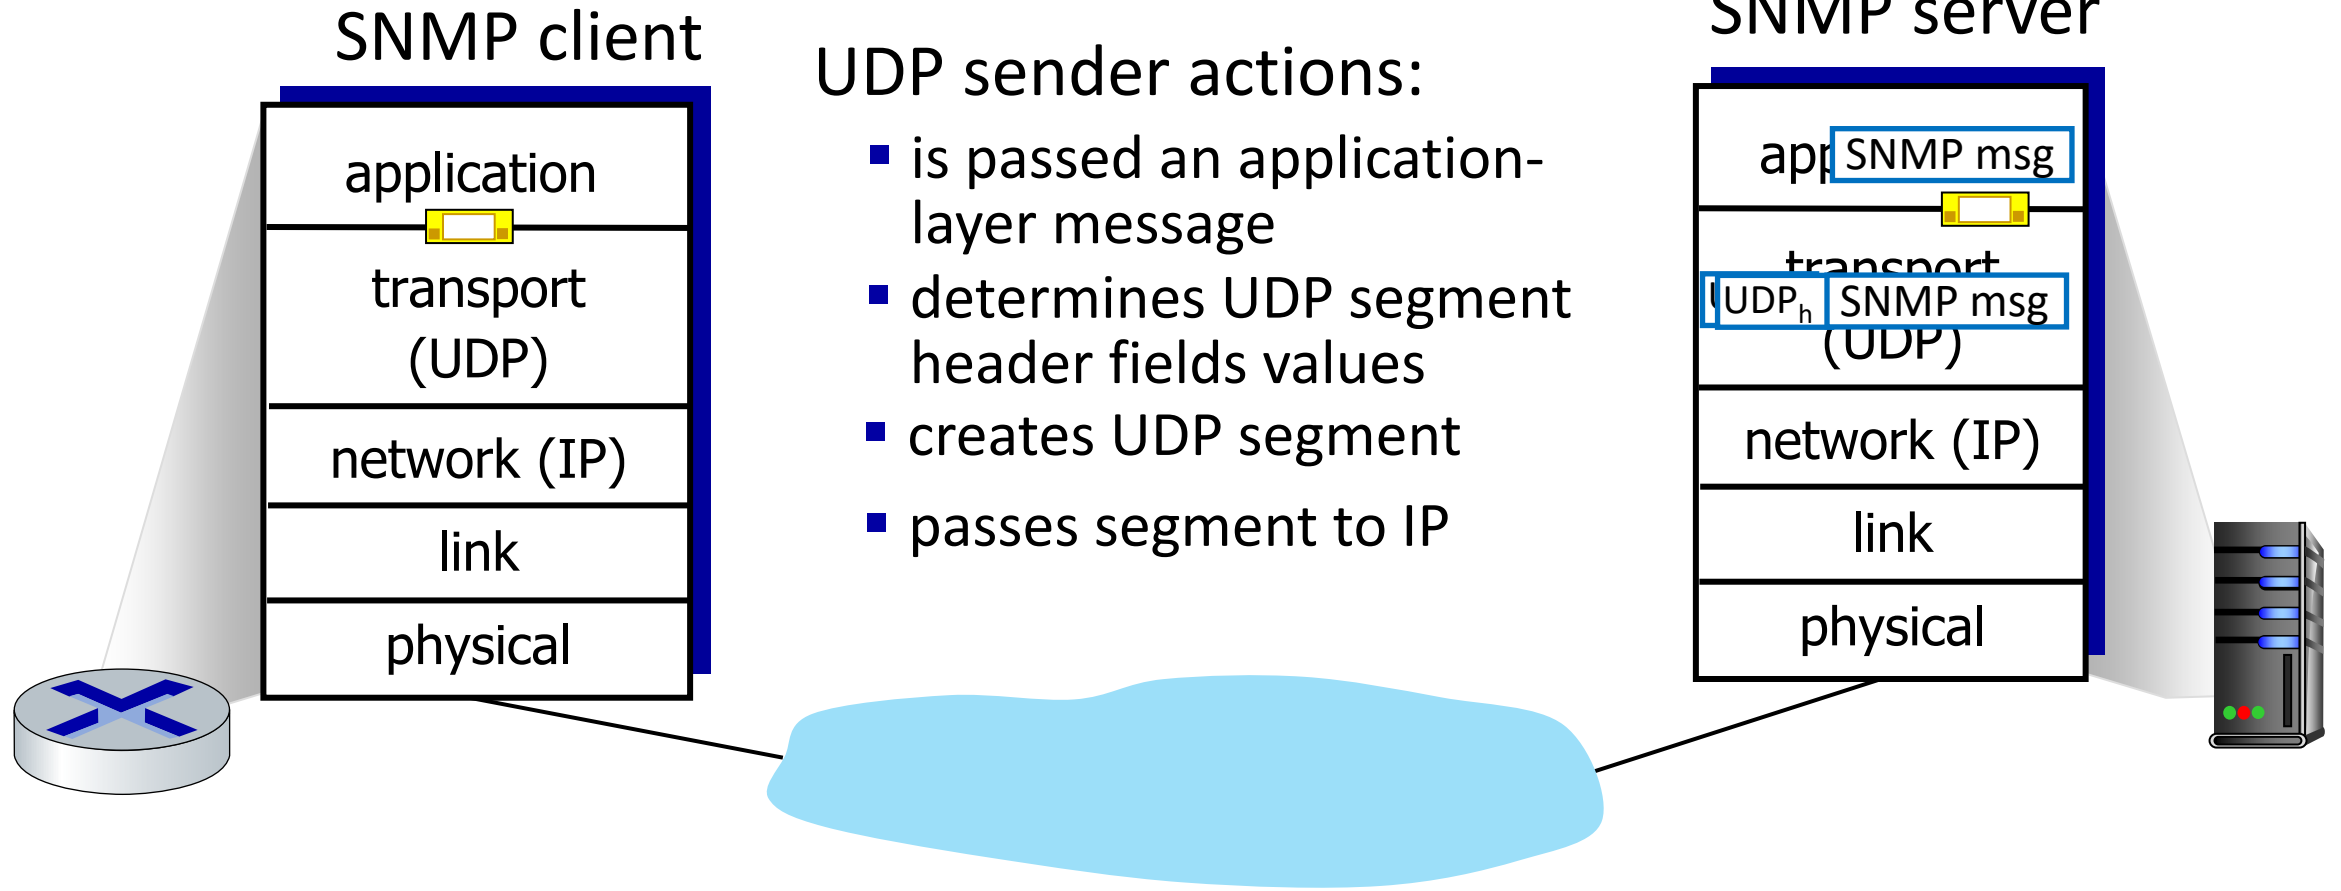 SNMP client
application
transport
(UDP)
network (IP)
link
physical
UDP sender actions:
is passed an application-
layer message
determines UDP segment
header fields values
creates UDP segment
passes segment to IP
SNMP server
SNMP msg
transport
UDPh SNMP msg
(UDP)
network (IP)
link
physical